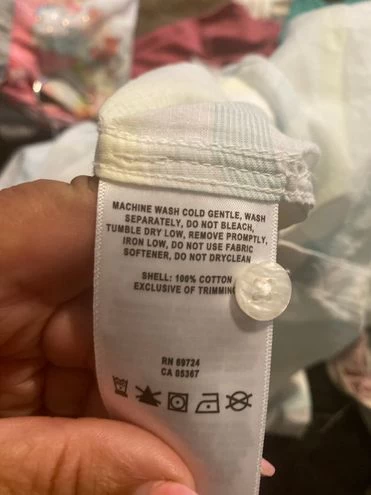 MACHINE WASH COLD GENTLE, WASH
SEPARATELY, DO NOT BLEACH,
TUMBLE DRY LOW, REMOVE PROMPTLY,
IRON LOW, DO NOT USE FABRIC
SOFTENER, DO NOT DRYCLEAN
SHELL: 100% COTTON
EXCLUSIVE OF TRIMMING
RN 69724
CA 05367